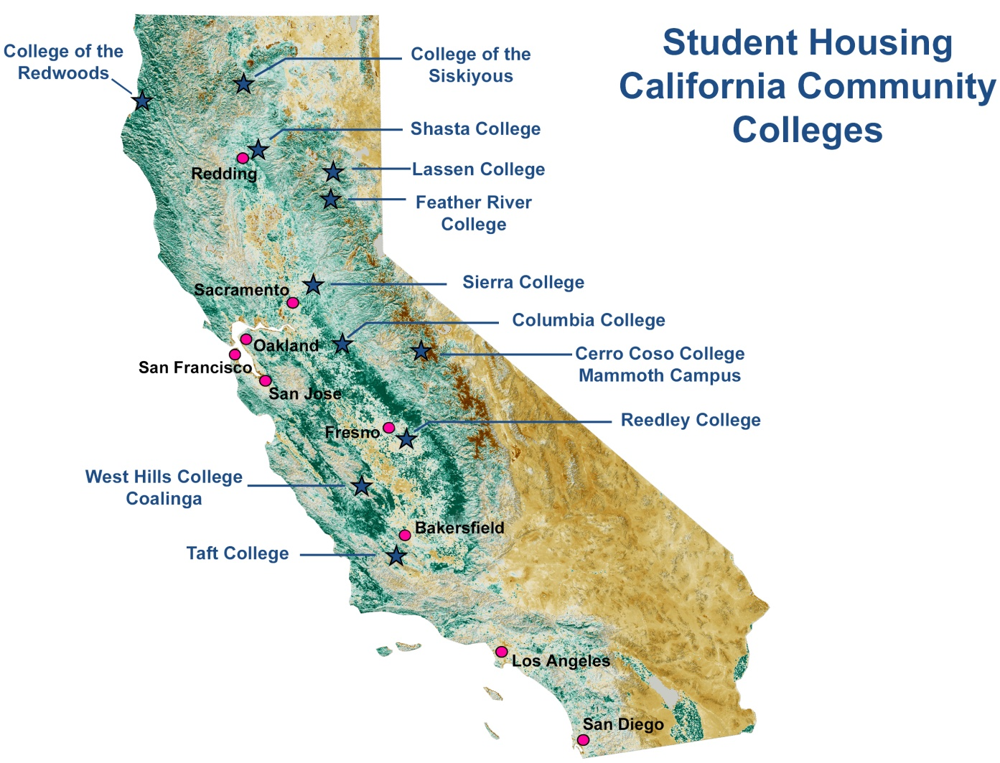 Student Housing
California Community
Colleges
College of the
Redwoods
College of the
Siskiyous
Shasta College
Redding
Lassen College
Feather River
College
Sierra College
Sacramento
Columbia College
Oakland
Cerro Coso College
Mammoth Campus
San Francisco
San Jose
Reedley College
Fresno
West Hills College
Coalinga
Bakersfield
Taft College
Los Angeles
San Diego